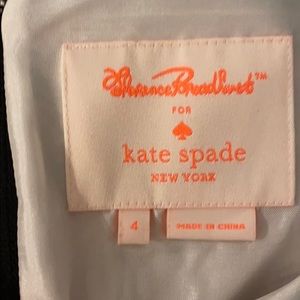 Florence Broadhurst™
FOR
kate spade
NEW YORK
4
MADE IN CHINA